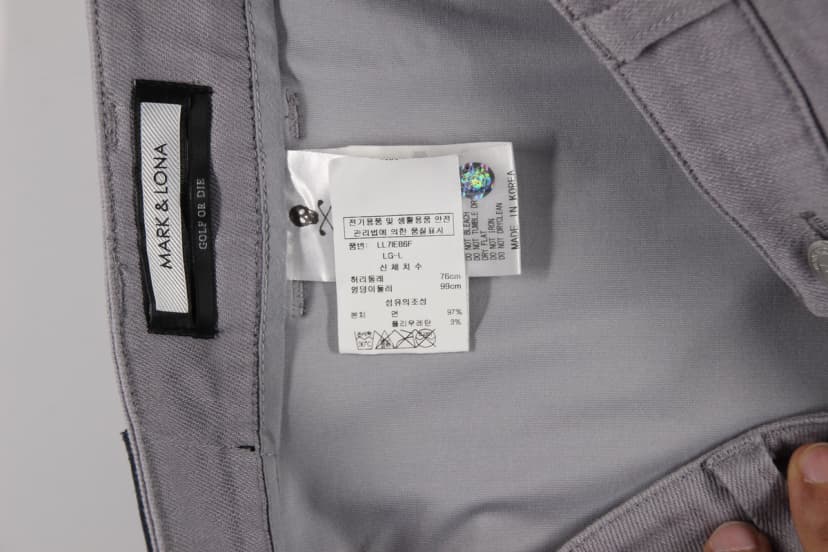 MARK & LONA
GOLF OR DIE
전기용품 및 생활용품 안전
관리법에 의한 품질표시
품번: LL7IEB6F
LG-L
신체치수
허리둘레 76cm
엉덩이둘레 99cm
섬유의조성
본지 면 97%
폴리우레탄 3%
DO NOT BLEACH
DO NOT TUMBLE DRY
DRY FLAT
DO NOT IRON
DO NOT DRYCLEAN
MADE IN KOREA